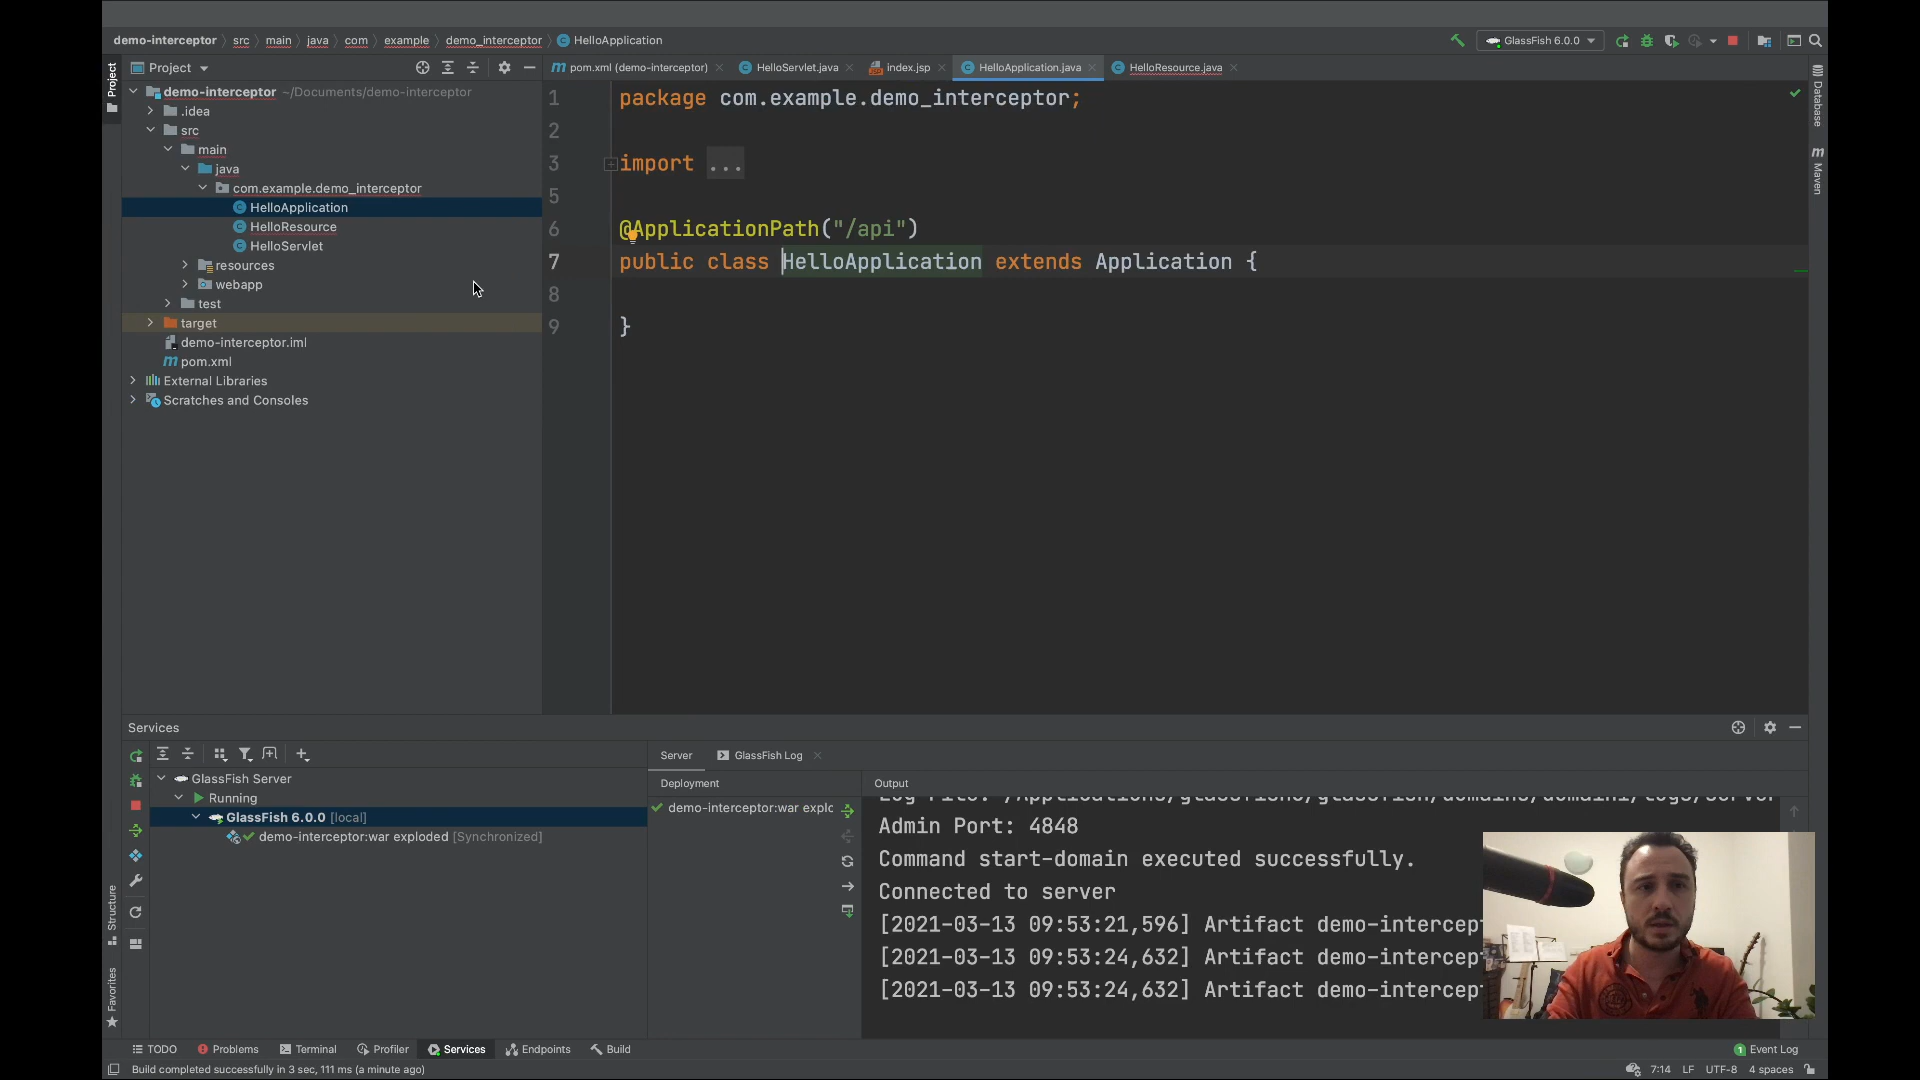 demo-interceptor src main java com example demo_interceptor HelloApplication
GlassFish 6.0.0
Project
pom.xml (demo-interceptor)
HelloServlet.java
index.jsp
HelloApplication.java
HelloResource.java
Project
Database
Maven
demo-interceptor ~/Documents/demo-interceptor
.idea
src
main
java
com.example.demo_interceptor
HelloApplication
HelloResource
HelloServlet
resources
webapp
test
target
demo-interceptor.iml
pom.xml
External Libraries
Scratches and Consoles
1 package com.example.demo_interceptor;
2
3 import ...
4
5
6 @ApplicationPath("/api")
7 public class HelloApplication extends Application {
8
9 }
Services
GlassFish Server
Running
GlassFish 6.0.0 [local]
demo-interceptor:war exploded [Synchronized]
Server
GlassFish Log
Deployment
Output
demo-interceptor:war explo
Admin Port: 4848
Command start-domain executed successfully.
Connected to server
[2021-03-13 09:53:21,596] Artifact demo-intercep
[2021-03-13 09:53:24,632] Artifact demo-intercep
[2021-03-13 09:53:24,632] Artifact demo-intercep
Structure
Favorites
TODO
Problems
Terminal
Profiler
Services
Endpoints
Build
1 Event Log
Build completed successfully in 3 sec, 111 ms (a minute ago)
7:14 LF UTF-8 4 spaces